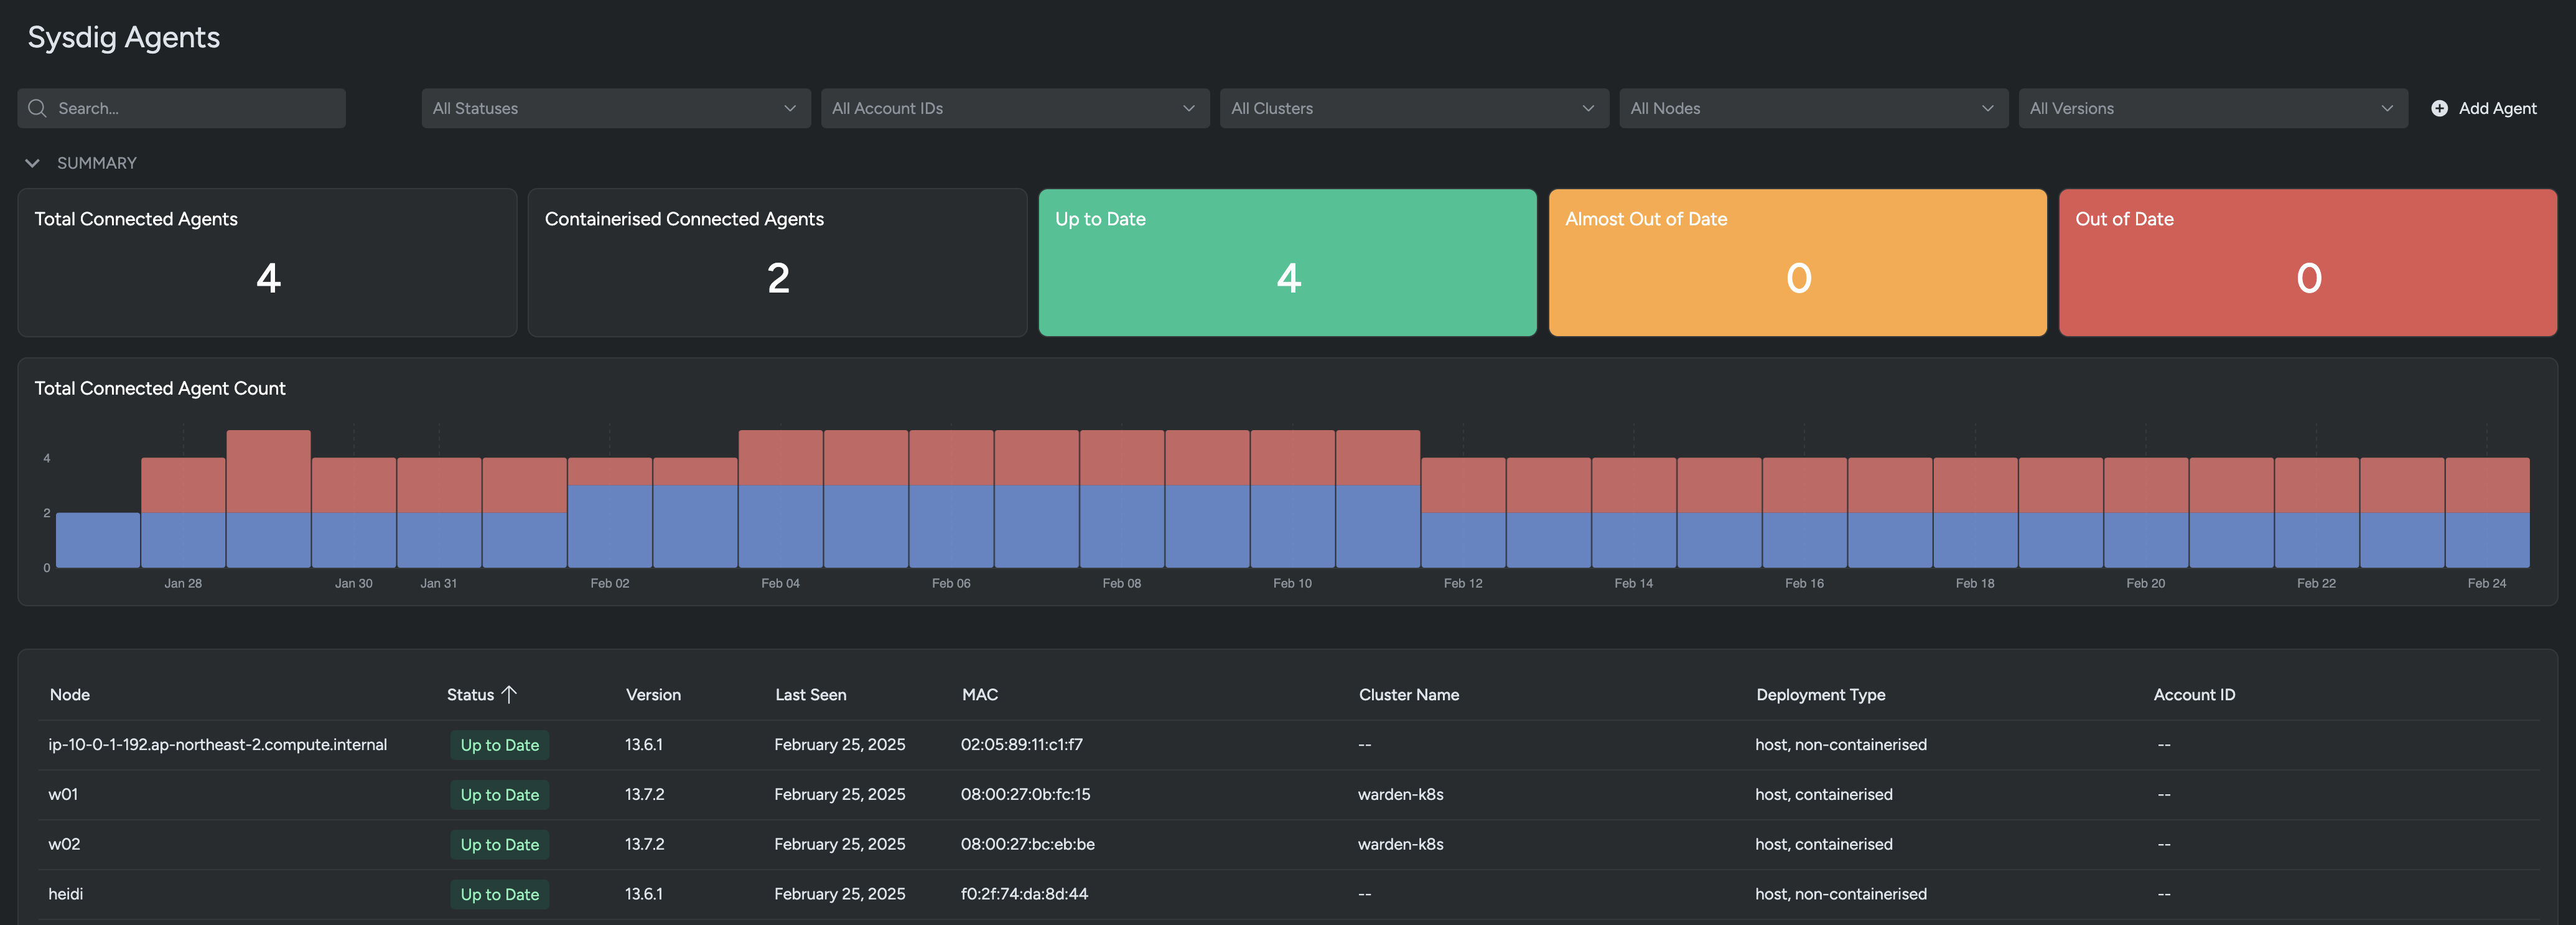 Sysdig Agents
Search...
All Statuses
All Account IDs
All Clusters
All Nodes
All Versions
Add Agent
SUMMARY
Total Connected Agents
4
Containerised Connected Agents
2
Up to Date
4
Almost Out of Date
0
Out of Date
0
Total Connected Agent Count
4
2
0
Jan 28 Jan 30 Jan 31 Feb 02 Feb 04 Feb 06 Feb 08 Feb 10 Feb 12 Feb 14 Feb 16 Feb 18 Feb 20 Feb 22 Feb 24
Node Status Version Last Seen MAC Cluster Name Deployment Type Account ID
ip-10-0-1-192.ap-northeast-2.compute.internal Up to Date 13.6.1 February 25, 2025 02:05:89:11:c1:f7 -- host, non-containerised --
w01 Up to Date 13.7.2 February 25, 2025 08:00:27:0b:fc:15 warden-k8s host, containerised --
w02 Up to Date 13.7.2 February 25, 2025 08:00:27:bc:eb:be warden-k8s host, containerised --
heidi Up to Date 13.6.1 February 25, 2025 f0:2f:74:da:8d:44 -- host, non-containerised --